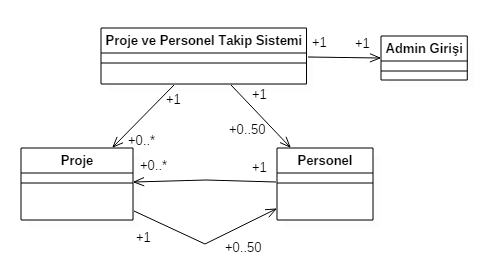 Proje ve Personel Takip Sistemi
+1
+1
Admin Girişi
+1
+1
+0..*
+0..50
Proje
Personel
+0..*
+1
+1
+0..50